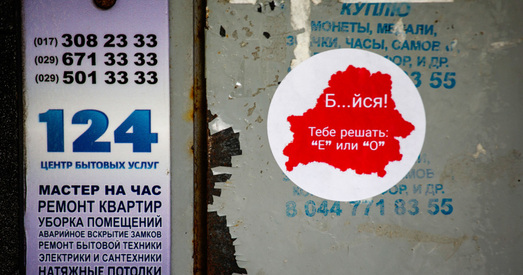 (017) 308 23 33
(029) 671 33 33
(029) 501 33 33
124
ЦЕНТР БЫТОВЫХ УСЛУГ
МАСТЕР НА ЧАС
РЕМОНТ КВАРТИР
УБОРКА ПОМЕЩЕНИЙ
АВАРИЙНОЕ ВСКРЫТИЕ ЗАМКОВ
РЕМОНТ БЫТОВОЙ ТЕХНИКИ
ЭЛЕКТРИКИ И САНТЕХНИКИ
НАТЯЖНЫЕ ПОТОЛКИ
КУПЛЮ
МОНЕТЫ, МЕДАЛИ,
ЧАСЫ, САМОВ
И ДР.
55
Б...йся!
Тебе решать:
“Е” или “О”
И ДР.
8 044 771 83 55